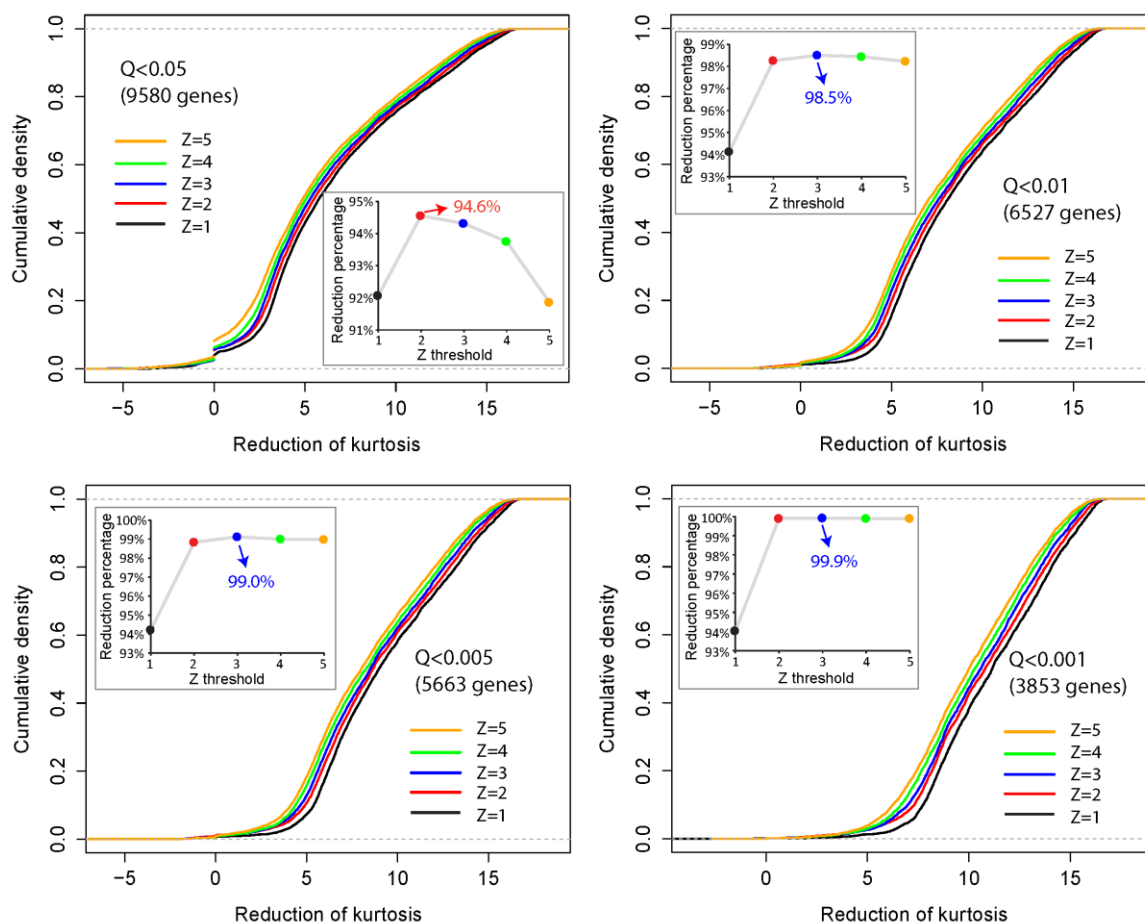 Cumulative density
1.0
0.8
0.6
0.4
0.2
0.0
Q<0.05
(9580 genes)
Z=5
Z=4
Z=3
Z=2
Z=1
Reduction percentage
95%
94%
93%
92%
91%
94.6%
1 2 3 4 5
Z threshold
−5 0 5 10 15
Reduction of kurtosis
Cumulative density
1.0
0.8
0.6
0.4
0.2
0.0
Reduction percentage
99%
98%
97%
96%
95%
94%
93%
98.5%
1 2 3 4 5
Z threshold
Q<0.01
(6527 genes)
Z=5
Z=4
Z=3
Z=2
Z=1
−5 0 5 10 15
Reduction of kurtosis
Cumulative density
1.0
0.8
0.6
0.4
0.2
0.0
Reduction percentage
100%
99%
98%
97%
96%
95%
94%
93%
99.0%
1 2 3 4 5
Z threshold
Q<0.005
(5663 genes)
Z=5
Z=4
Z=3
Z=2
Z=1
−5 0 5 10 15
Reduction of kurtosis
Cumulative density
1.0
0.8
0.6
0.4
0.2
0.0
Reduction percentage
100%
99%
98%
97%
96%
95%
94%
93%
99.9%
1 2 3 4 5
Z threshold
Q<0.001
(3853 genes)
Z=5
Z=4
Z=3
Z=2
Z=1
0 5 10 15
Reduction of kurtosis